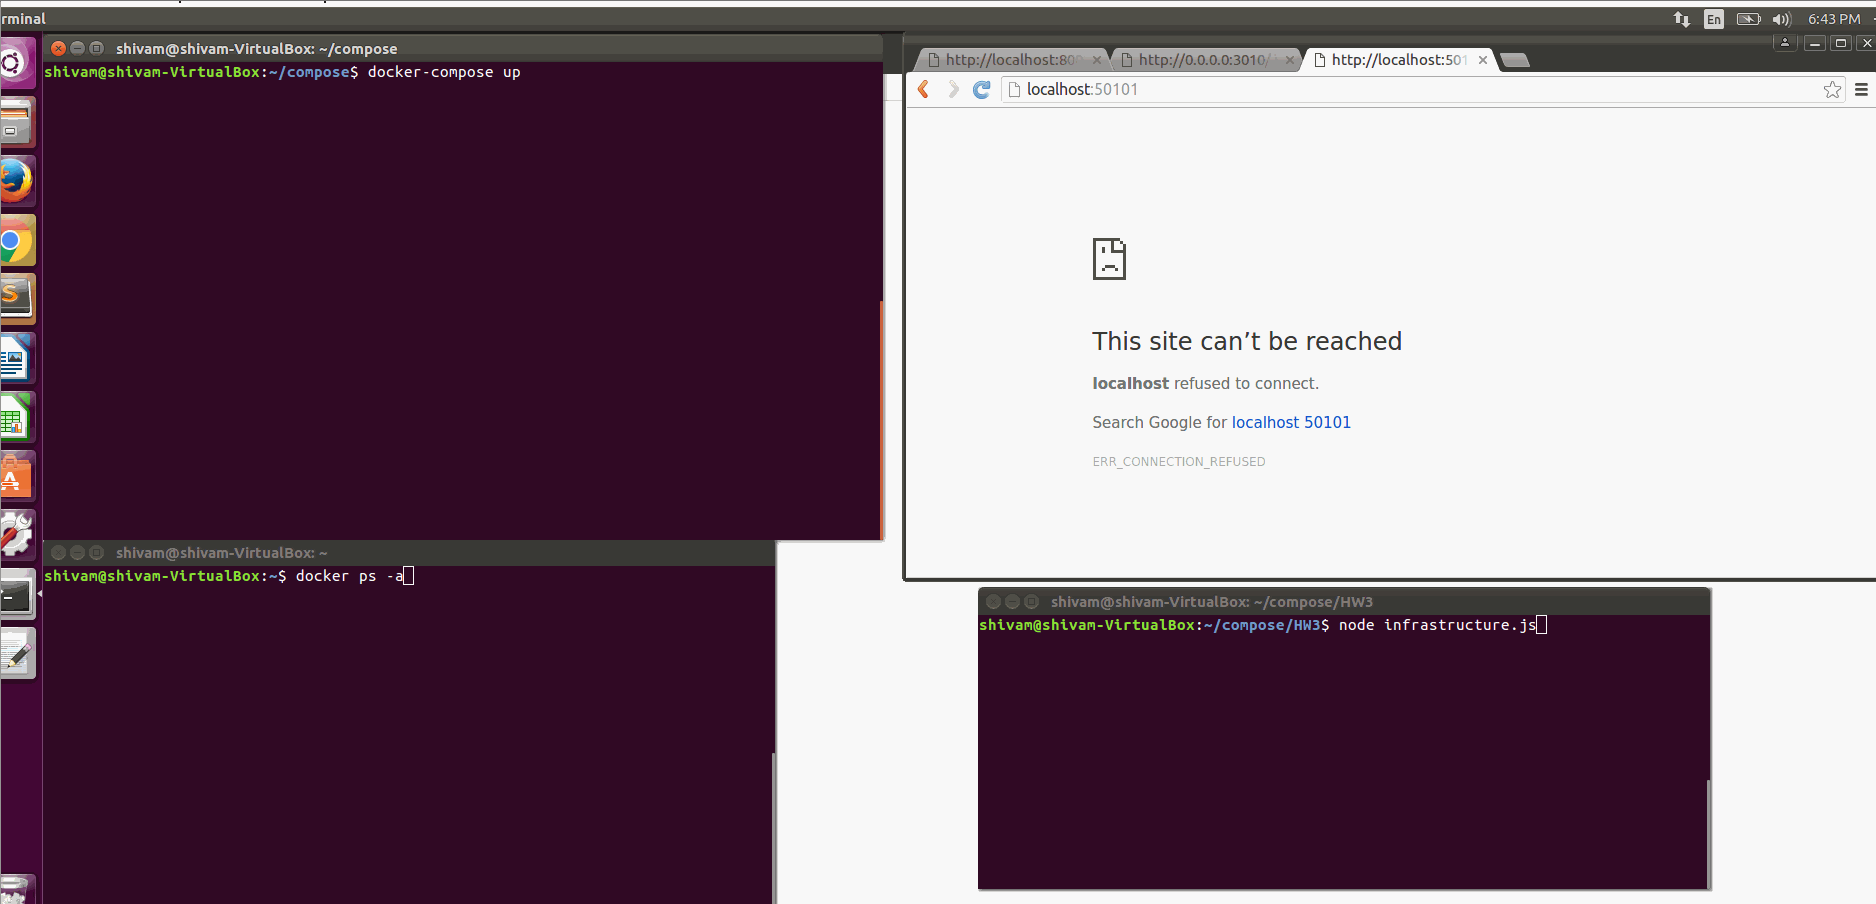 rminal
En
6:43 PM
shivam@shivam-VirtualBox: ~/compose
shivam@shivam-VirtualBox:~/compose$ docker-compose up
http://localhost:80
http://0.0.0.0:3010/
http://localhost:501
localhost:50101
This site can’t be reached
localhost refused to connect.
Search Google for localhost 50101
ERR_CONNECTION_REFUSED
shivam@shivam-VirtualBox: ~
shivam@shivam-VirtualBox:~$ docker ps -a
shivam@shivam-VirtualBox: ~/compose/HW3
shivam@shivam-VirtualBox:~/compose/HW3$ node infrastructure.js